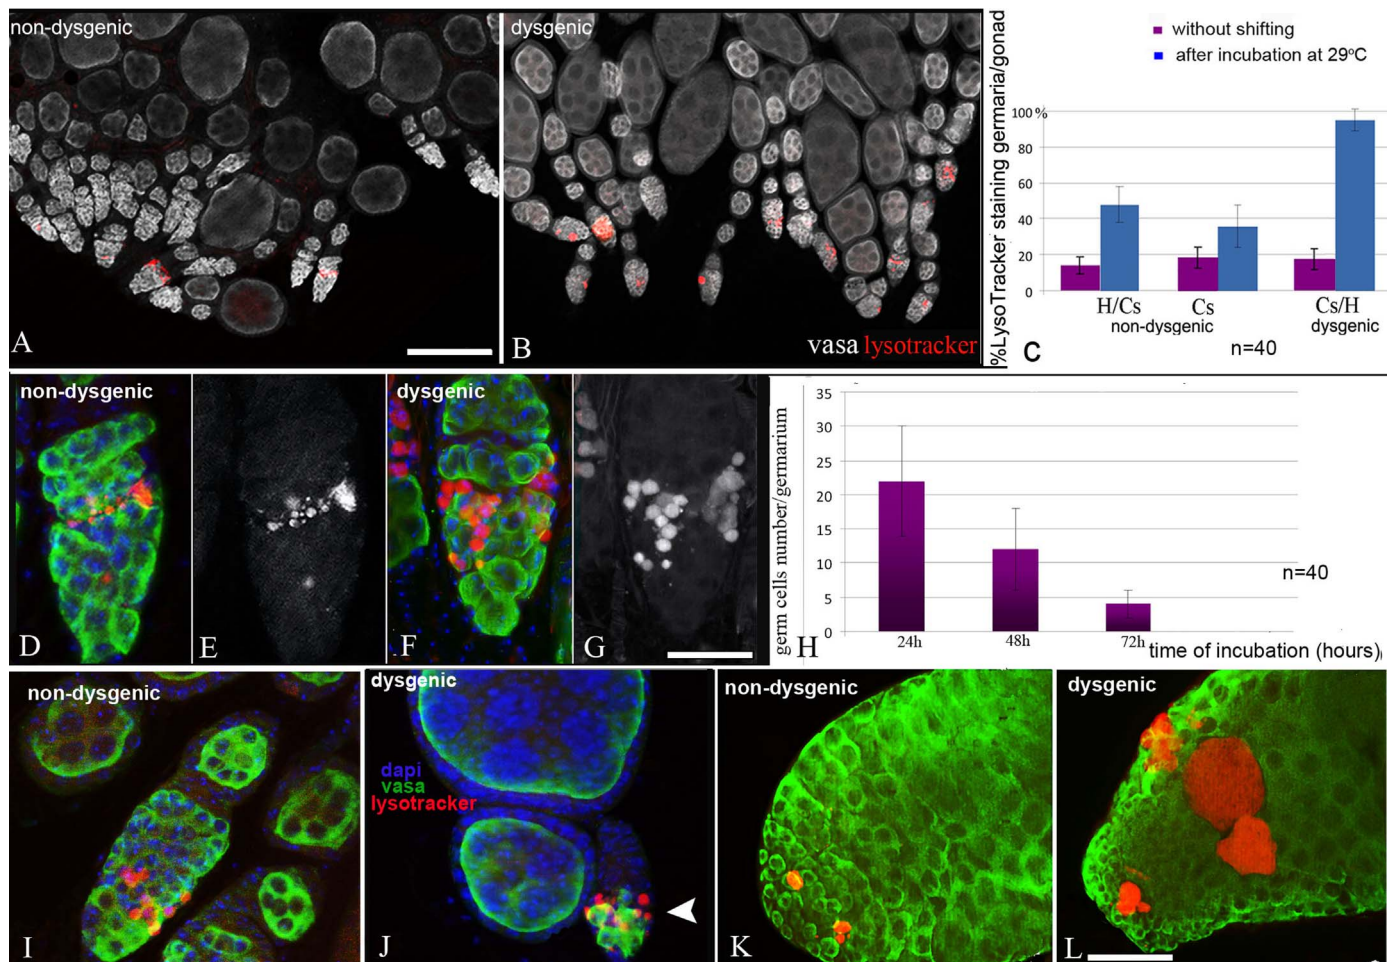 non-dysgenic
A
dysgenic
B
vasa lysotracker
without shifting
after incubation at 29°C
%LysoTracker staining germaria/gonad
100%
80
60
40
20
0
H/Cs Cs Cs/H
non-dysgenic dysgenic
C n=40
non-dysgenic
D
E
dysgenic
F
G
germ cells number/germarium
35
30
25
20
15
10
5
0
n=40
24h 48h 72h
H
time of incubation (hours)
non-dysgenic
I
dysgenic
dapi
vasa
lysotracker
J
non-dysgenic
K
dysgenic
L